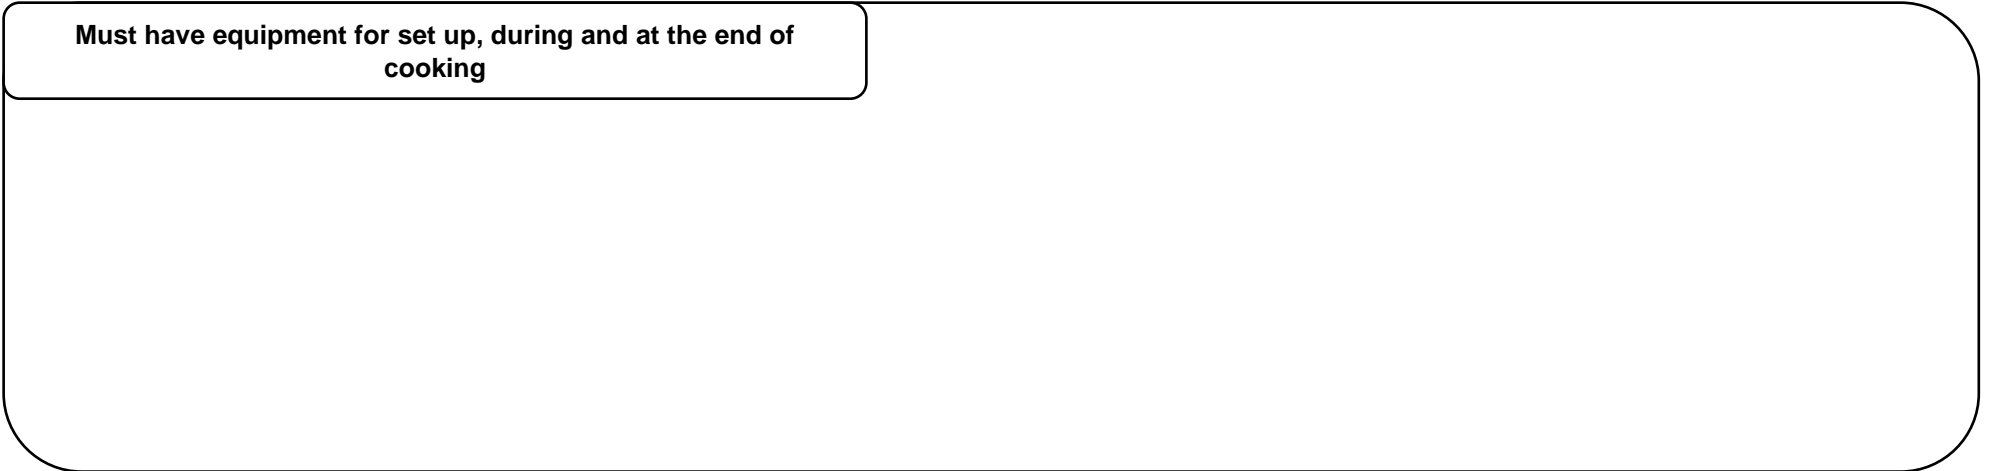 Must have equipment for set up, during and at the end of
cooking